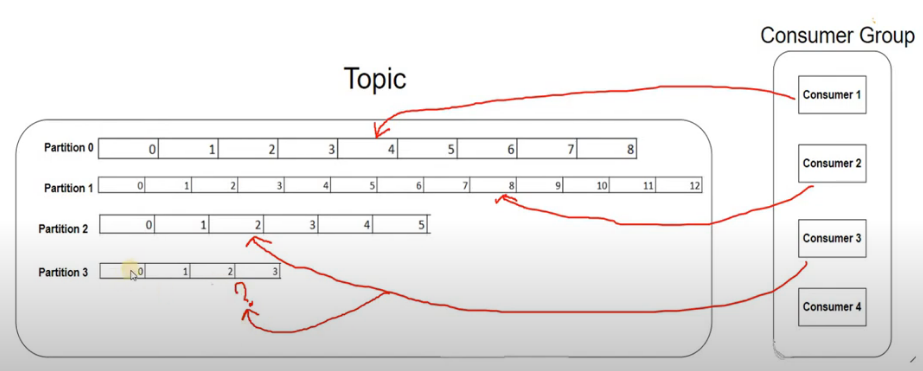 Consumer Group
Topic
Consumer 1
Partition 0 0 1 2 3 4 5 6 7 8
Consumer 2
Partition 1 0 1 2 3 4 5 6 7 8 9 10 11 12
Partition 2 0 1 2 3 4 5
Consumer 3
Partition 3 0 1 2 3
?
Consumer 4